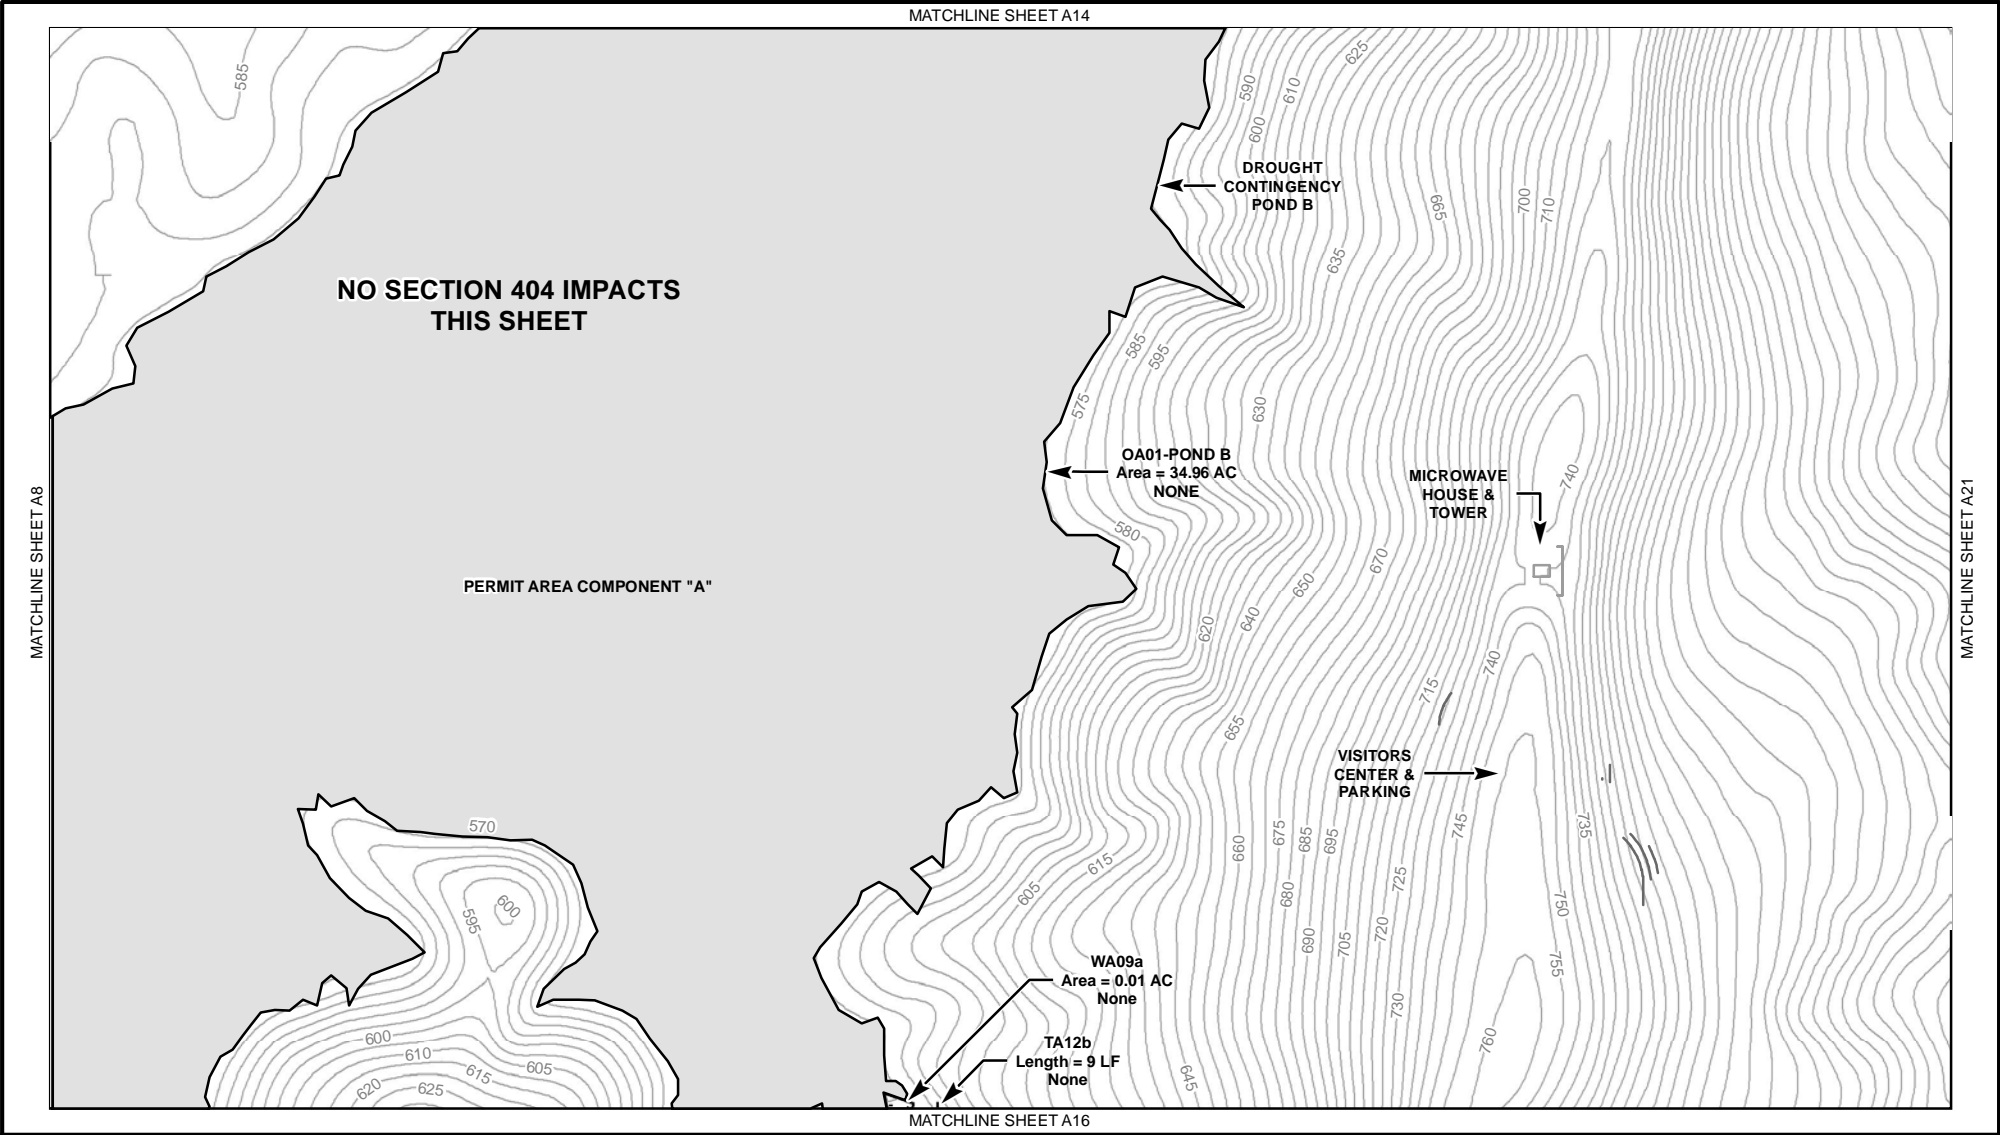 MATCHLINE SHEET A14
585
625
590
610
600
DROUGHT
CONTINGENCY
POND B
665
700
710
635
NO SECTION 404 IMPACTS
THIS SHEET
585
595
575
630
OA01-POND B
Area = 34.96 AC
NONE
580
740
MICROWAVE
HOUSE &
TOWER
MATCHLINE SHEET A8
MATCHLINE SHEET A21
PERMIT AREA COMPONENT "A"
670
650
640
620
740
715
655
VISITORS
CENTER &
PARKING
570
745
735
660
675
685
695
615
605
600
595
680
725
750
720
690
705
755
WA09a
Area = 0.01 AC
None
730
760
TA12b
Length = 9 LF
None
645
600
610
605
615
620
625
MATCHLINE SHEET A16